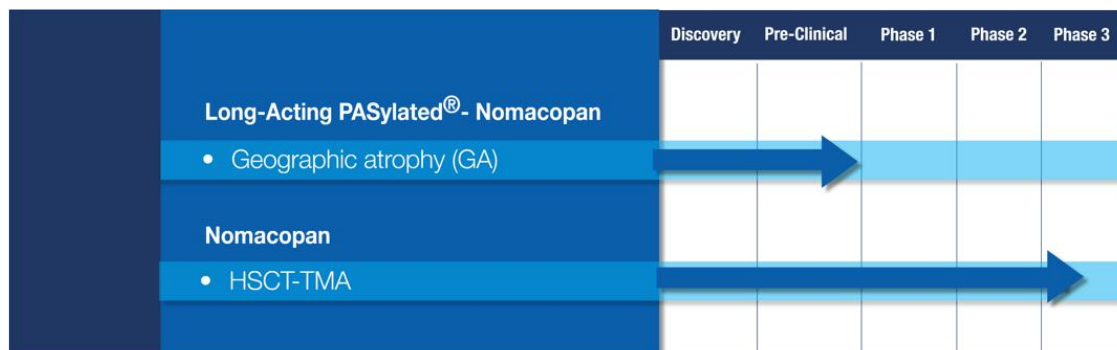 Discovery Pre-Clinical Phase 1 Phase 2 Phase 3
Long-Acting PASylated®- Nomacopan
• Geographic atrophy (GA)
Nomacopan
• HSCT-TMA